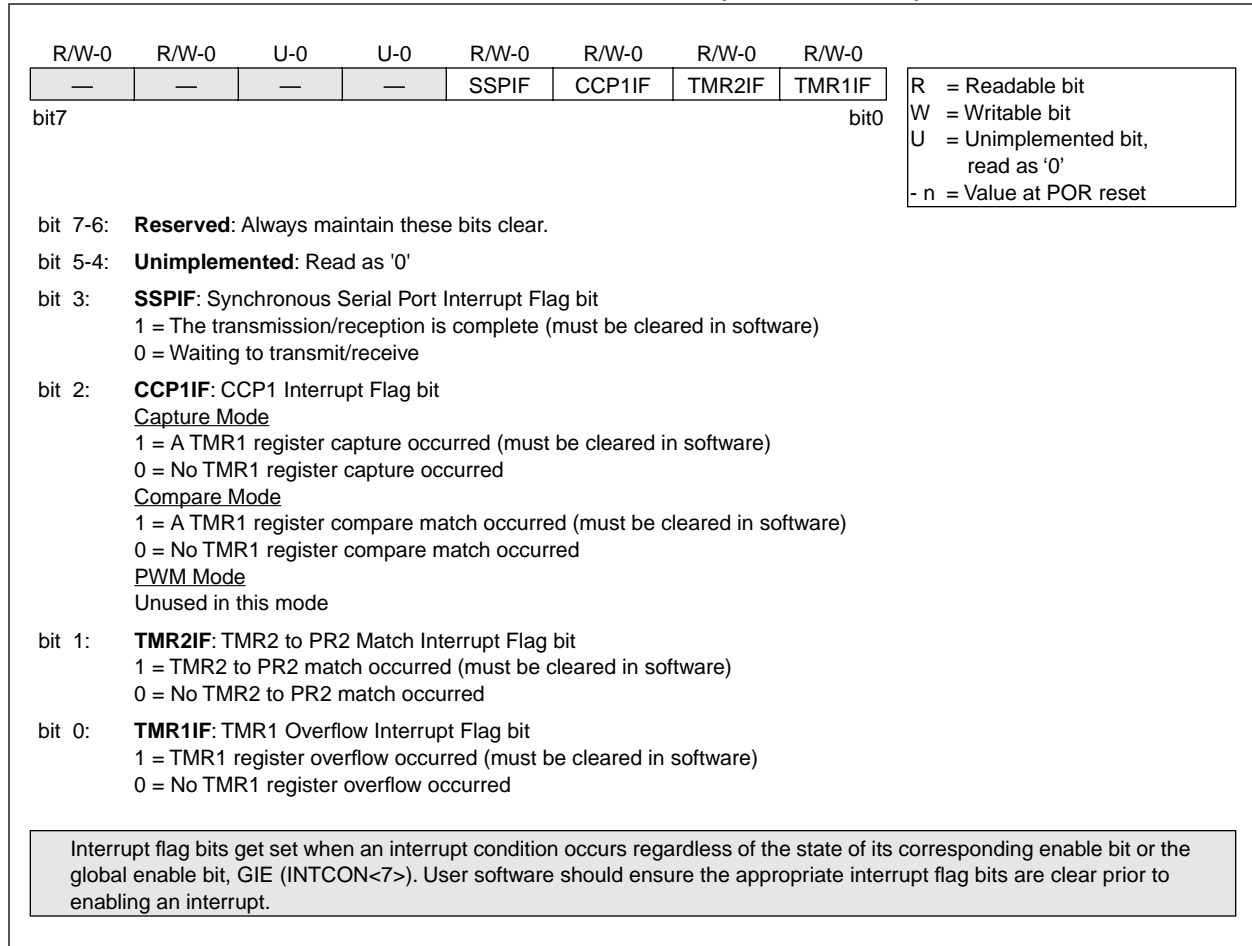 R/W-0 R/W-0 U-0 U-0 R/W-0 R/W-0 R/W-0 R/W-0
— — — — SSPIF CCP1IF TMR2IF TMR1IF
bit7 bit0
R = Readable bit
W = Writable bit
U = Unimplemented bit,
read as ‘0’
- n = Value at POR reset
bit 7-6: Reserved: Always maintain these bits clear.
bit 5-4: Unimplemented: Read as '0'
bit 3: SSPIF: Synchronous Serial Port Interrupt Flag bit
1 = The transmission/reception is complete (must be cleared in software)
0 = Waiting to transmit/receive
bit 2: CCP1IF: CCP1 Interrupt Flag bit
Capture Mode
1 = A TMR1 register capture occurred (must be cleared in software)
0 = No TMR1 register capture occurred
Compare Mode
1 = A TMR1 register compare match occurred (must be cleared in software)
0 = No TMR1 register compare match occurred
PWM Mode
Unused in this mode
bit 1: TMR2IF: TMR2 to PR2 Match Interrupt Flag bit
1 = TMR2 to PR2 match occurred (must be cleared in software)
0 = No TMR2 to PR2 match occurred
bit 0: TMR1IF: TMR1 Overflow Interrupt Flag bit
1 = TMR1 register overflow occurred (must be cleared in software)
0 = No TMR1 register overflow occurred
Interrupt flag bits get set when an interrupt condition occurs regardless of the state of its corresponding enable bit or the
global enable bit, GIE (INTCON<7>). User software should ensure the appropriate interrupt flag bits are clear prior to
enabling an interrupt.